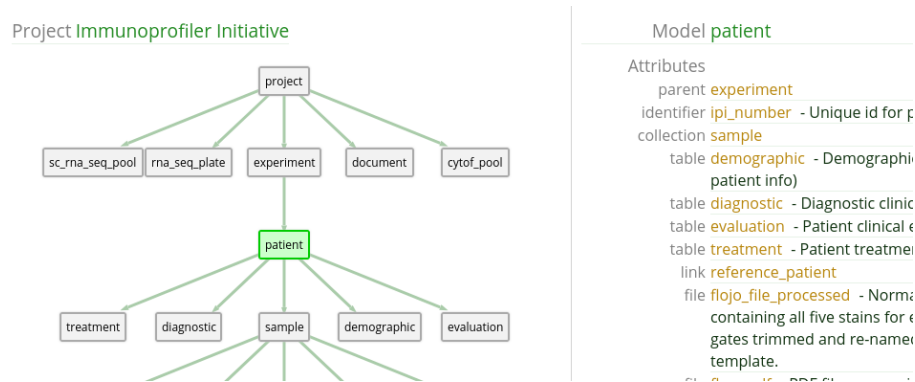 Project Immunoprofiler Initiative
project
sc_rna_seq_pool rna_seq_plate experiment document cytof_pool
patient
treatment diagnostic sample demographic evaluation
Model patient
Attributes
parent experiment
identifier ipi_number - Unique id for p
collection sample
table demographic - Demographi
patient info)
table diagnostic - Diagnostic clinic
table evaluation - Patient clinical e
table treatment - Patient treatmen
link reference_patient
file flojo_file_processed - Norma
containing all five stains for e
gates trimmed and re-named
template.